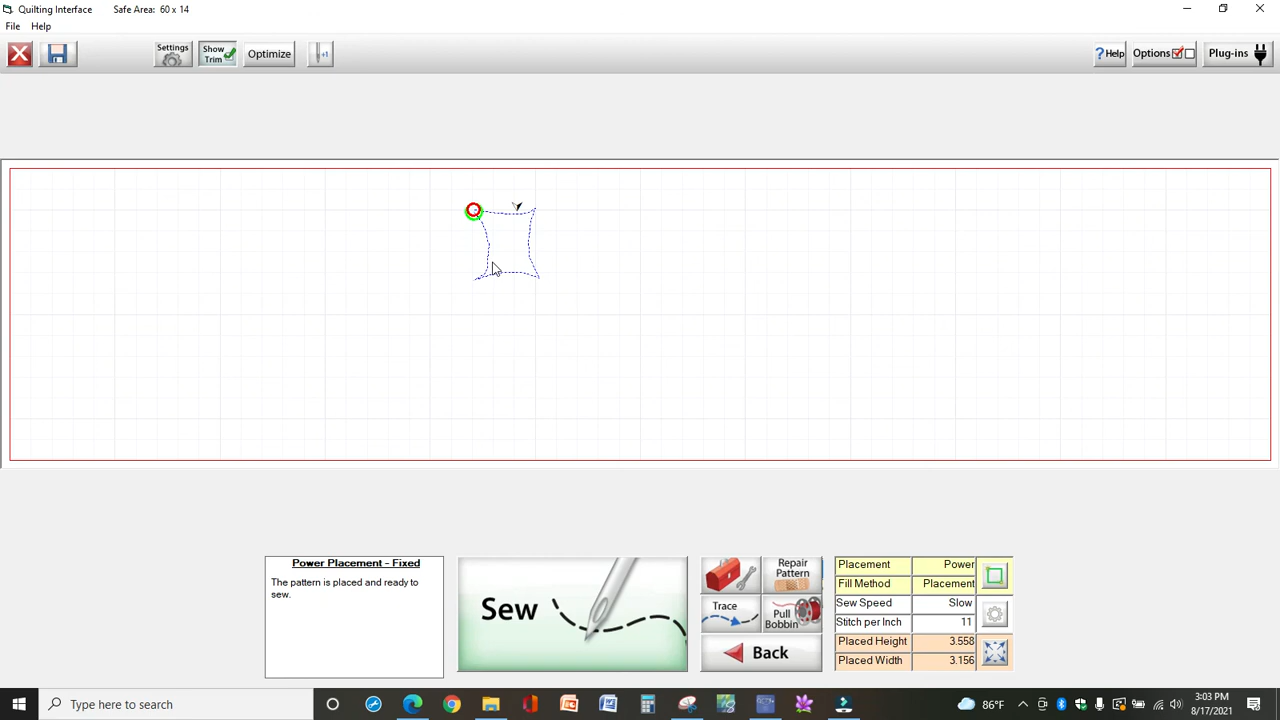 Quilting Interface
Safe Area: 60 x 14
File
Help
Settings
Show
Trim
Optimize
+1
?Help
Options
Plug-ins
Power Placement - Fixed
The pattern is placed and ready to
sew.
Sew
Repair
Pattern
Trace
Pull
Bobbin
Back
Placement Power
Fill Method Placement
Sew Speed Slow
Stitch per Inch 11
Placed Height 3.558
Placed Width 3.156
Type here to search
86°F
3:03 PM
8/17/2021